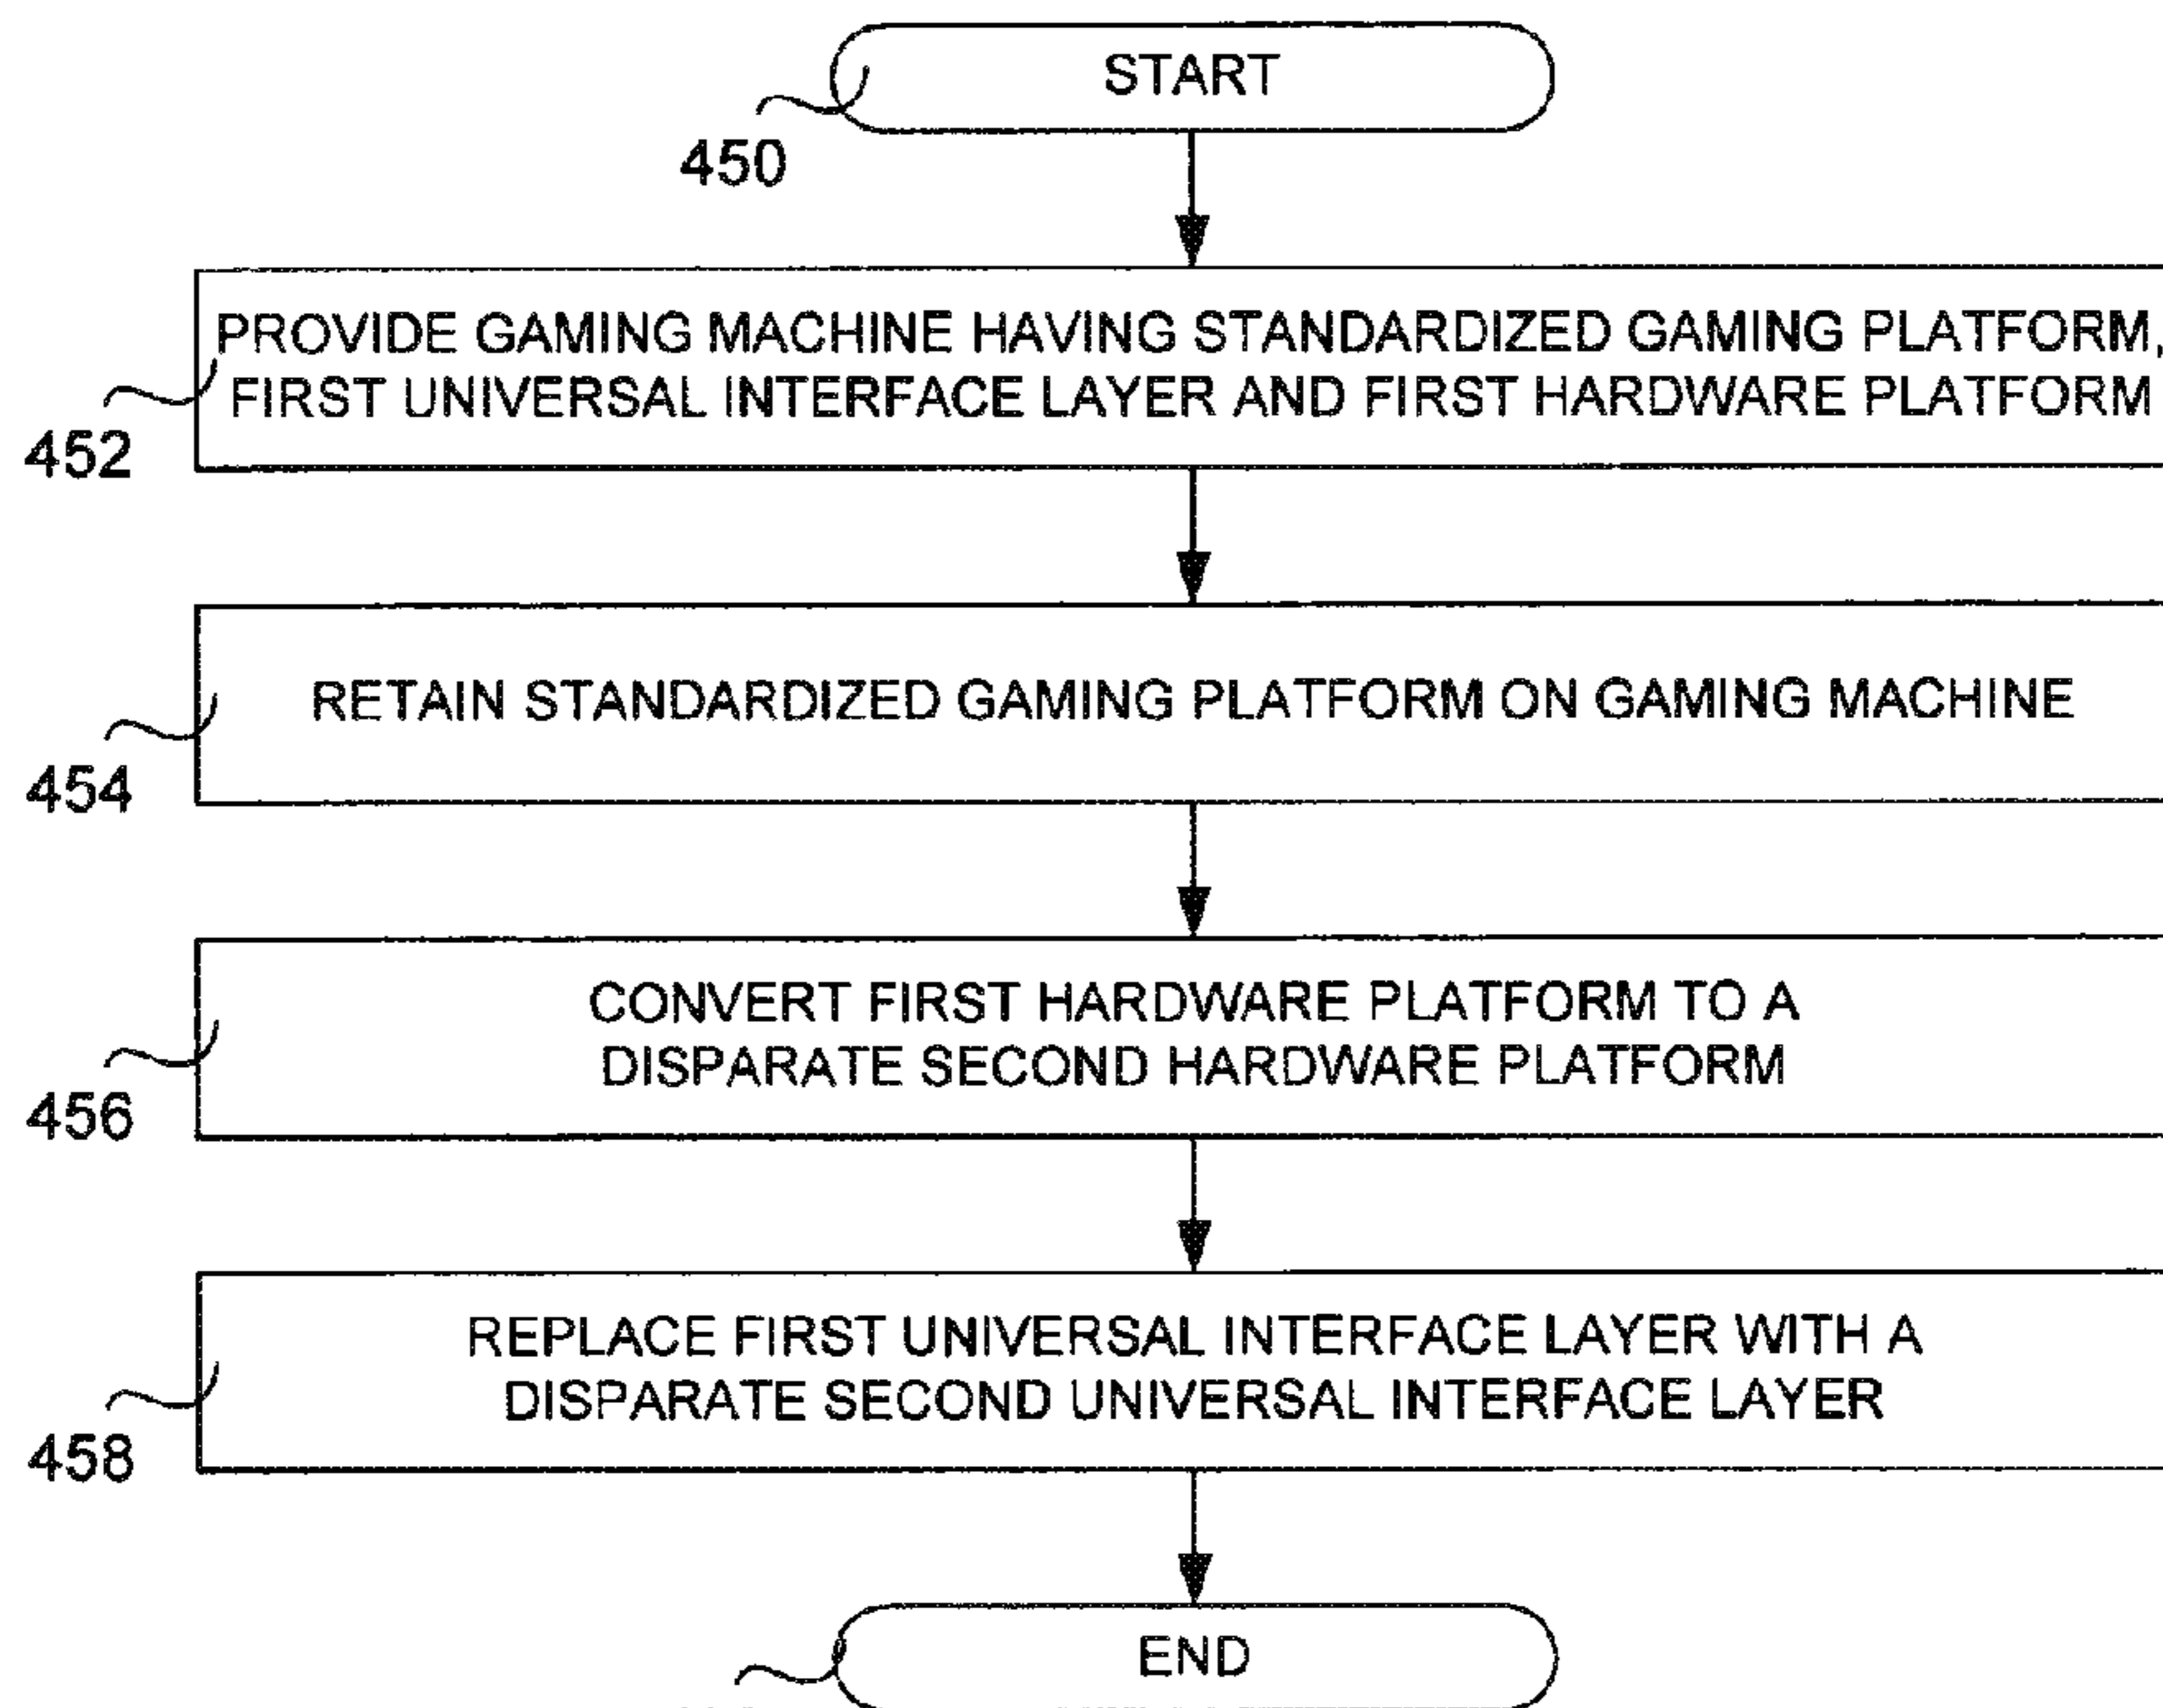 START
450
PROVIDE GAMING MACHINE HAVING STANDARDIZED GAMING PLATFORM,
FIRST UNIVERSAL INTERFACE LAYER AND FIRST HARDWARE PLATFORM
452
RETAIN STANDARDIZED GAMING PLATFORM ON GAMING MACHINE
454
CONVERT FIRST HARDWARE PLATFORM TO A
DISPARATE SECOND HARDWARE PLATFORM
456
REPLACE FIRST UNIVERSAL INTERFACE LAYER WITH A
DISPARATE SECOND UNIVERSAL INTERFACE LAYER
458
END